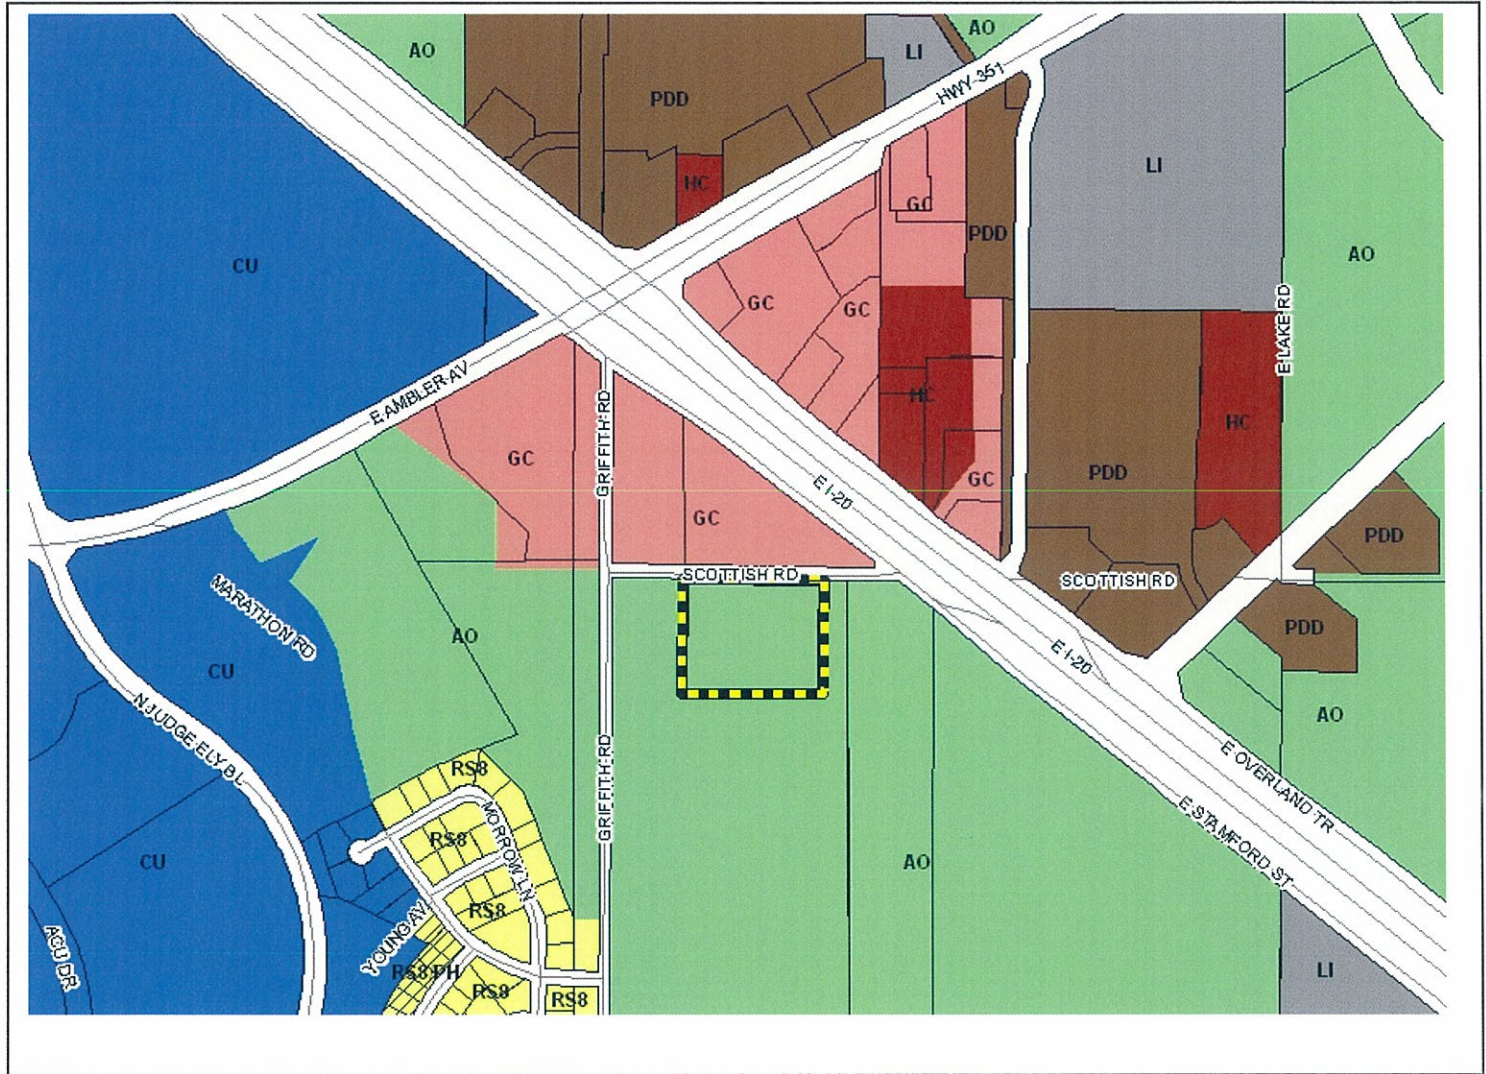 AO
AO
LI
PDD
HWY-351
LI
HC
GC
PDD
CU
AO
GC
GC
E LAKE RD
E AMBLER AV
GRIFFITH RD
HC
HC
GC
GC
PDD
E I-20
GC
PDD
SCOTTISH RD
SCOTTISH RD
MARATHON RD
AO
PDD
CU
E I-20
AO
N JUDGE ELY BL
RS8
GRIFFITH RD
E OVERLAND TR
E STAMFORD ST
MORROW LN
RS8
CU
AO
RS8
YOUNG AV
ACU DR
RS8 PH
LI
RS8
RS8